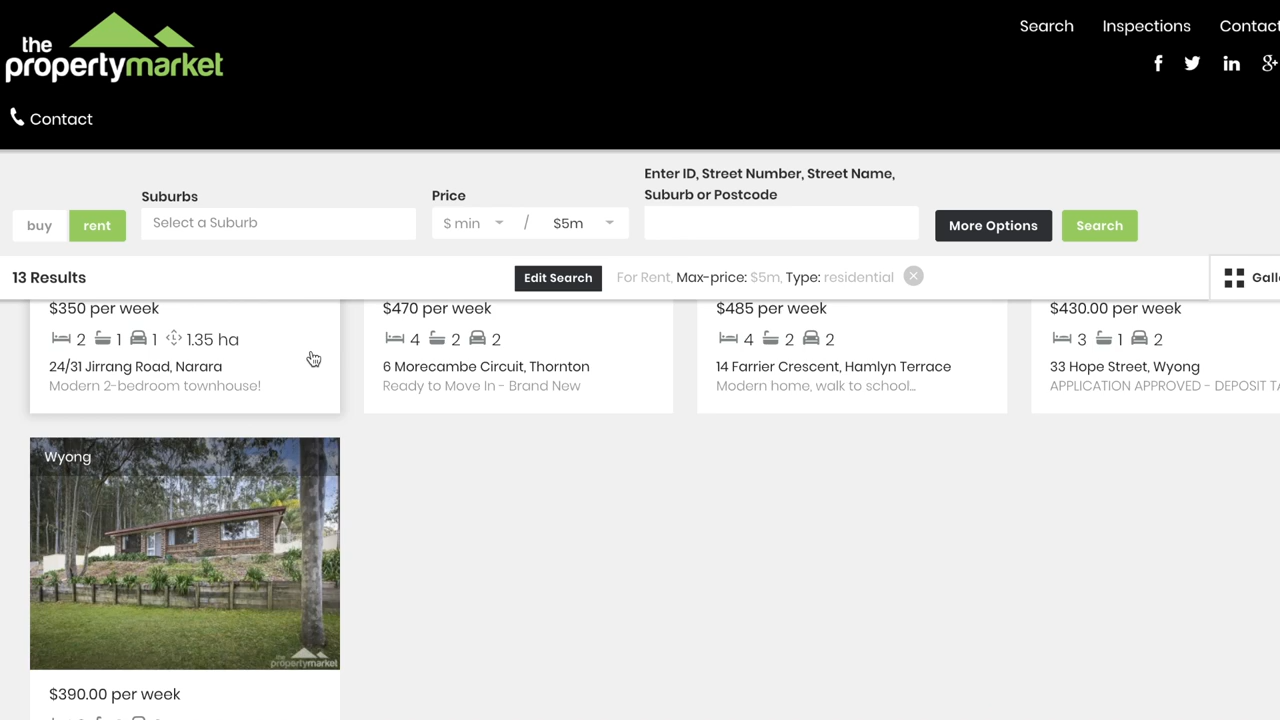 the
propertymarket
Search Inspections Contact
Contact
Suburbs
Price
Enter ID, Street Number, Street Name,
Suburb or Postcode
buy rent
Select a Suburb
$ min / $5m
More Options
Search
13 Results
Edit Search
For Rent, Max-price: $5m, Type: residential
Galle
$350 per week
2 1 1 1.35 ha
24/31 Jirrang Road, Narara
Modern 2-bedroom townhouse!
$470 per week
4 2 2
6 Morecambe Circuit, Thornton
Ready to Move In - Brand New
$485 per week
4 2 2
14 Farrier Crescent, Hamlyn Terrace
Modern home, walk to school...
$430.00 per week
3 1 2
33 Hope Street, Wyong
APPLICATION APPROVED - DEPOSIT TA
Wyong
the
propertymarket
$390.00 per week